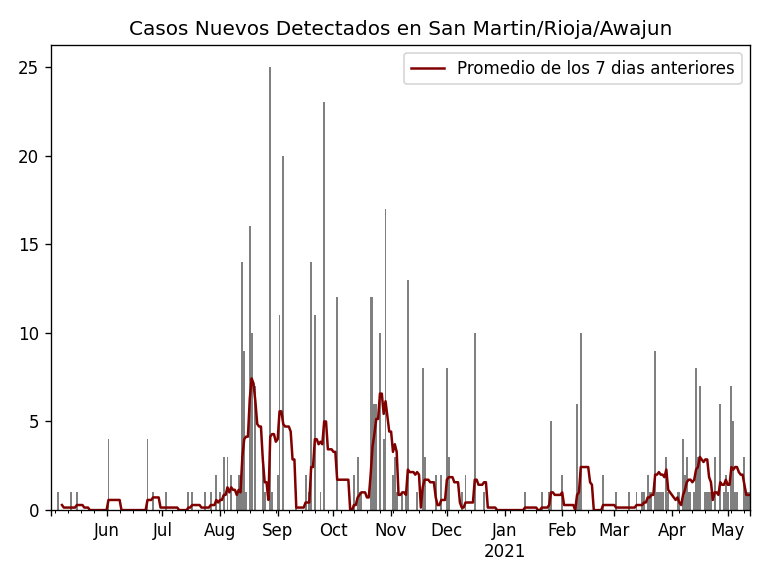 Casos Nuevos Detectados en San Martin/Rioja/Awajun
Promedio de los 7 dias anteriores
25
20
15
10
5
0
Jun Jul Aug Sep Oct Nov Dec Jan Feb Mar Apr May
2021